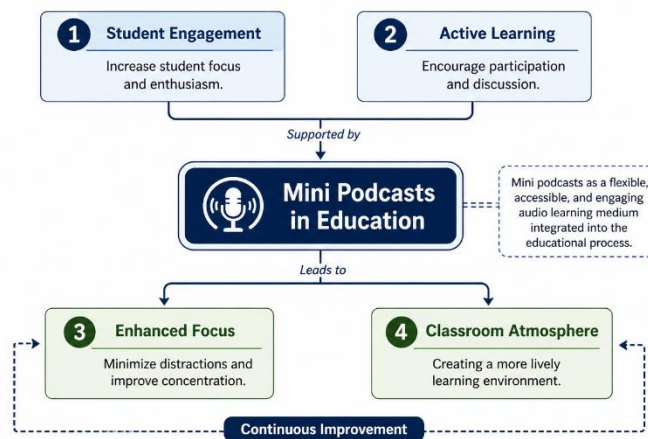 1 Student Engagement
Increase student focus
and enthusiasm.
2 Active Learning
Encourage participation
and discussion.
Supported by
Mini Podcasts
in Education
Mini podcasts as a flexible,
accessible, and engaging
audio learning medium
integrated into the
educational process.
Leads to
3 Enhanced Focus
Minimize distractions and
improve concentration.
4 Classroom Atmosphere
Creating a more lively
learning environment.
Continuous Improvement